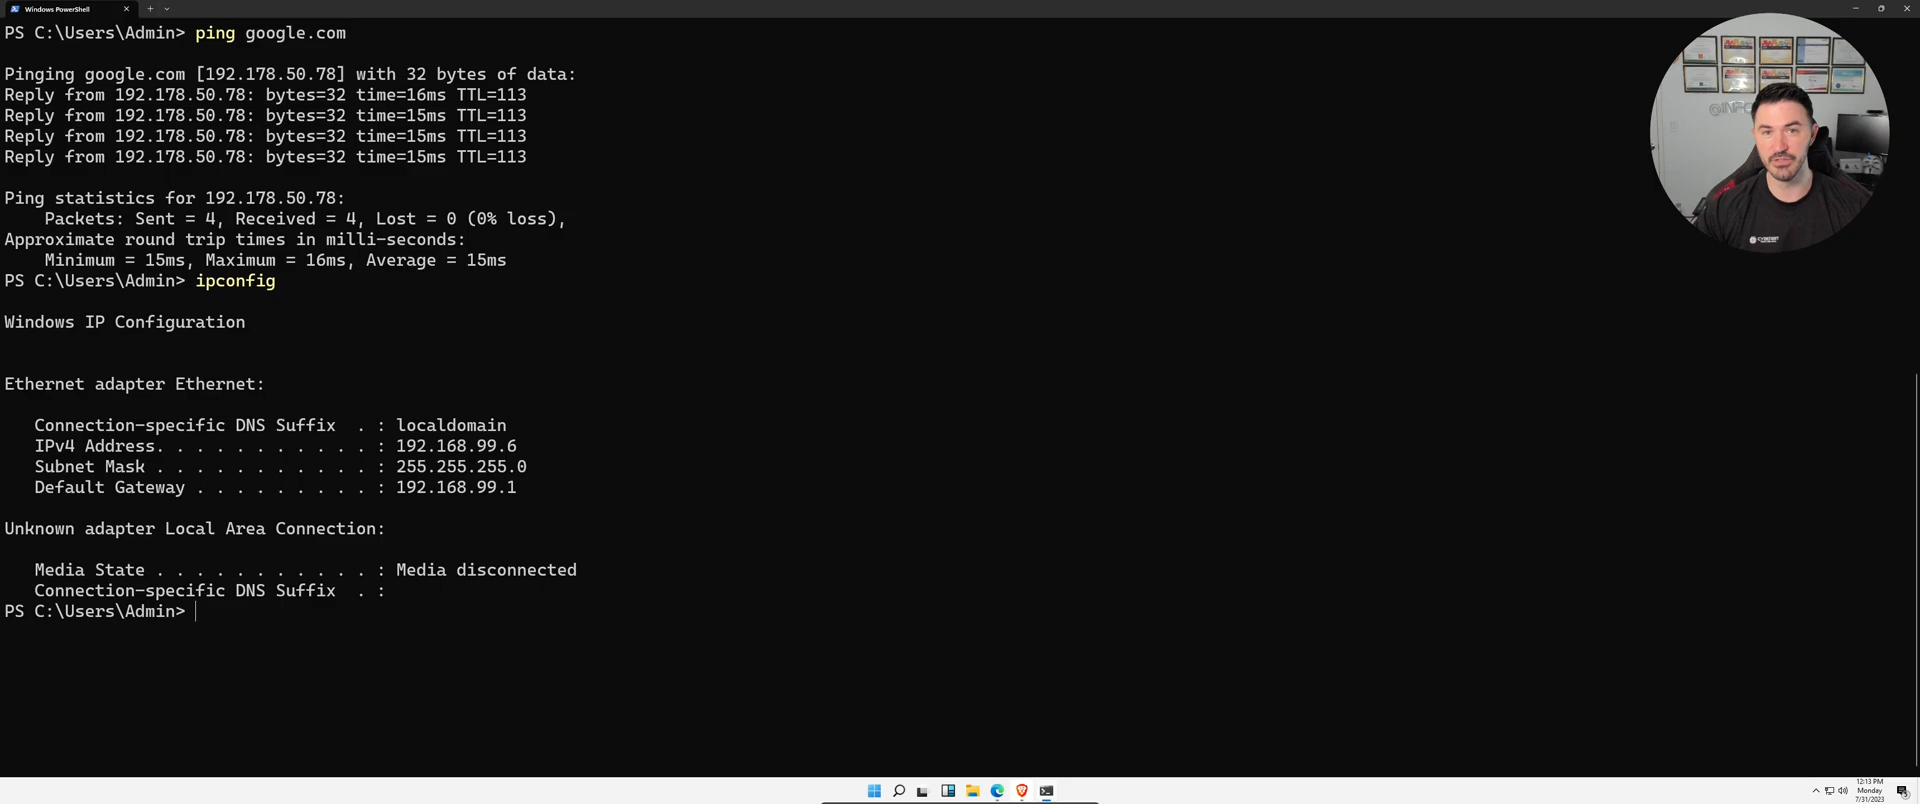 Windows PowerShell
PS C:\Users\Admin> ping google.com
Pinging google.com [192.178.50.78] with 32 bytes of data:
Reply from 192.178.50.78: bytes=32 time=16ms TTL=113
Reply from 192.178.50.78: bytes=32 time=15ms TTL=113
Reply from 192.178.50.78: bytes=32 time=15ms TTL=113
Reply from 192.178.50.78: bytes=32 time=15ms TTL=113
Ping statistics for 192.178.50.78:
Packets: Sent = 4, Received = 4, Lost = 0 (0% loss),
Approximate round trip times in milli-seconds:
Minimum = 15ms, Maximum = 16ms, Average = 15ms
PS C:\Users\Admin> ipconfig
Windows IP Configuration
Ethernet adapter Ethernet:
Connection-specific DNS Suffix  . : localdomain
IPv4 Address. . . . . . . . . . . : 192.168.99.6
Subnet Mask . . . . . . . . . . . : 255.255.255.0
Default Gateway . . . . . . . . . : 192.168.99.1
Unknown adapter Local Area Connection:
Media State . . . . . . . . . . . : Media disconnected
Connection-specific DNS Suffix  . :
PS C:\Users\Admin>
@INFO
12:13 PM
Monday
7/31/2023